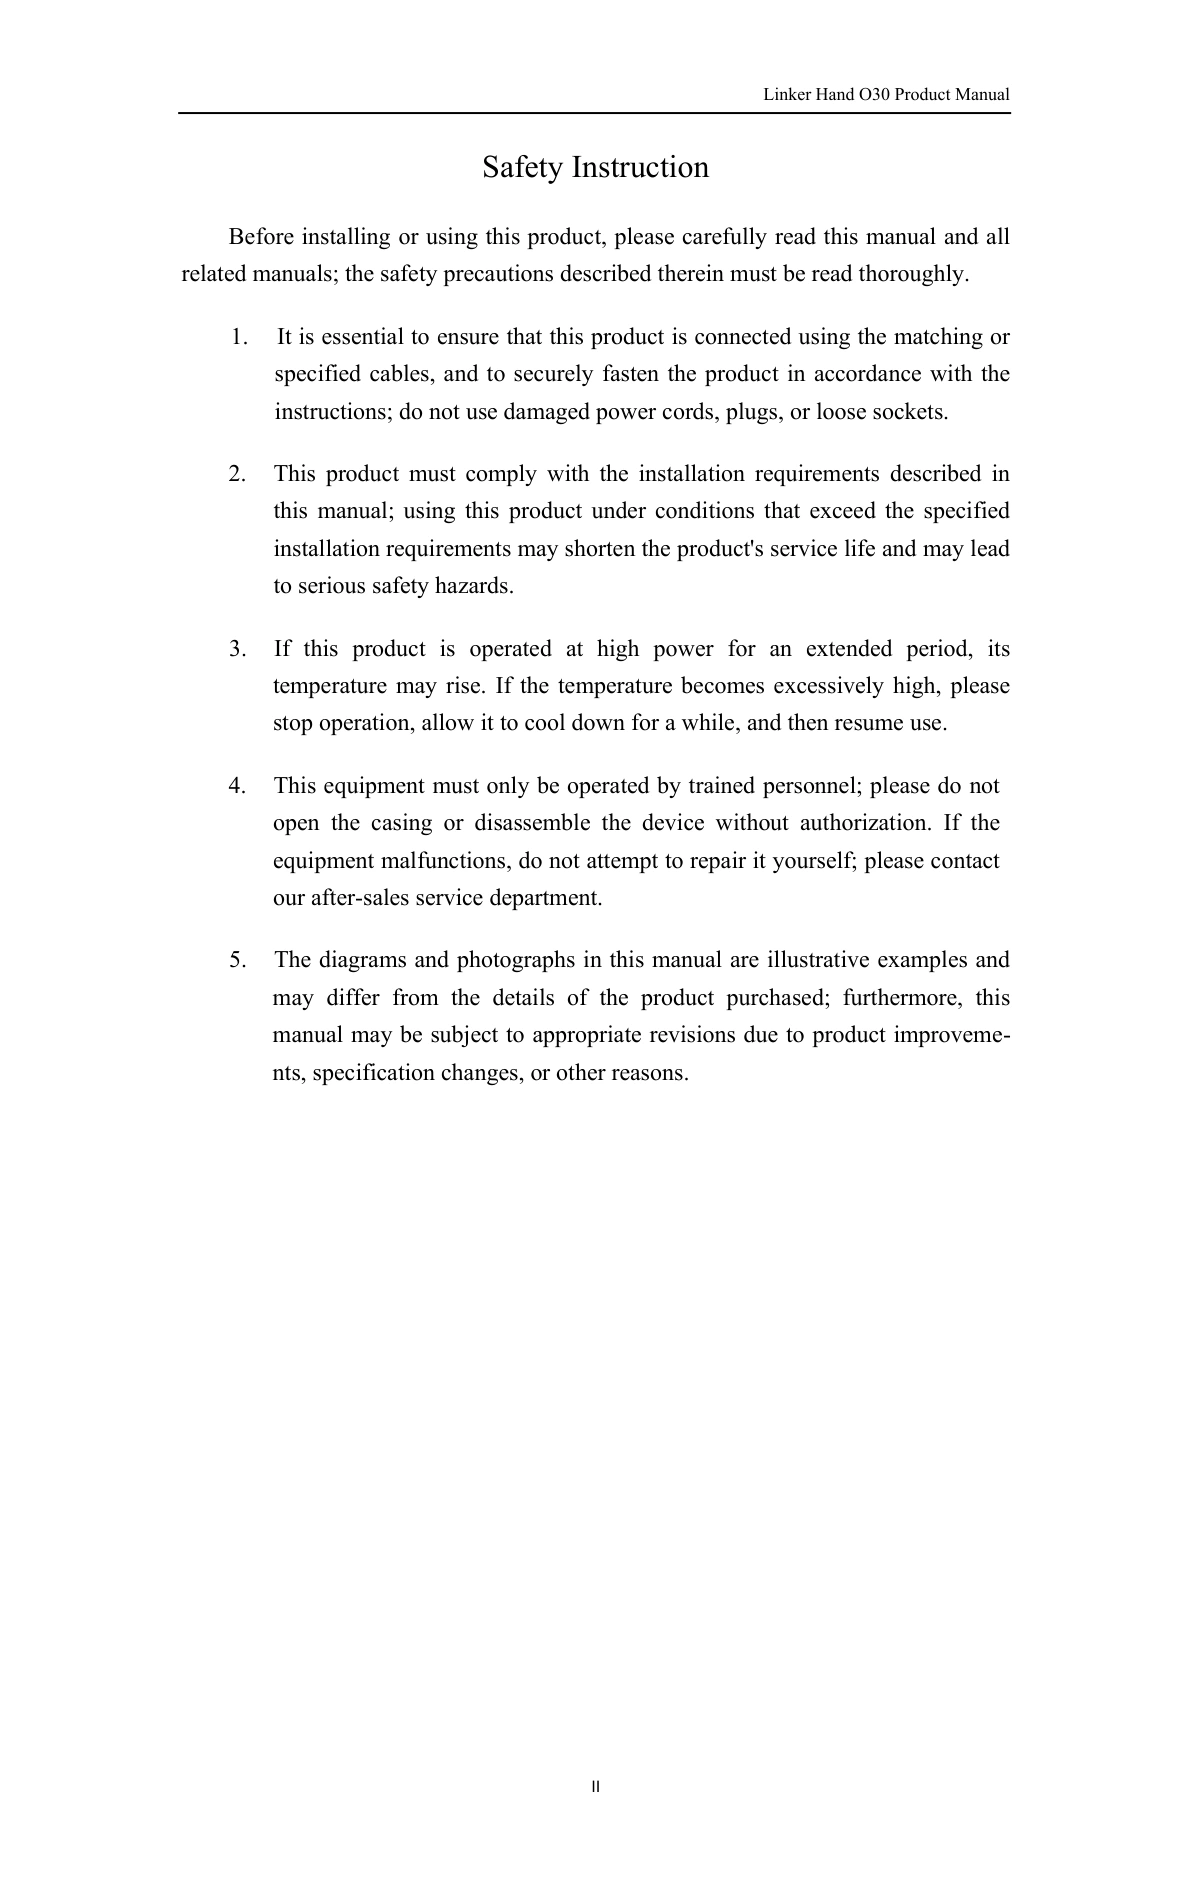 Linker Hand O30 Product Manual
Safety Instruction
Before installing or using this product, please carefully read this manual and all
related manuals; the safety precautions described therein must be read thoroughly.
1. It is essential to ensure that this product is connected using the matching or
specified cables, and to securely fasten the product in accordance with the
instructions; do not use damaged power cords, plugs, or loose sockets.
2. This product must comply with the installation requirements described in
this manual; using this product under conditions that exceed the specified
installation requirements may shorten the product's service life and may lead
to serious safety hazards.
3. If this product is operated at high power for an extended period, its
temperature may rise. If the temperature becomes excessively high, please
stop operation, allow it to cool down for a while, and then resume use.
4. This equipment must only be operated by trained personnel; please do not
open the casing or disassemble the device without authorization. If the
equipment malfunctions, do not attempt to repair it yourself; please contact
our after-sales service department.
5. The diagrams and photographs in this manual are illustrative examples and
may differ from the details of the product purchased; furthermore, this
manual may be subject to appropriate revisions due to product improveme-
nts, specification changes, or other reasons.
II